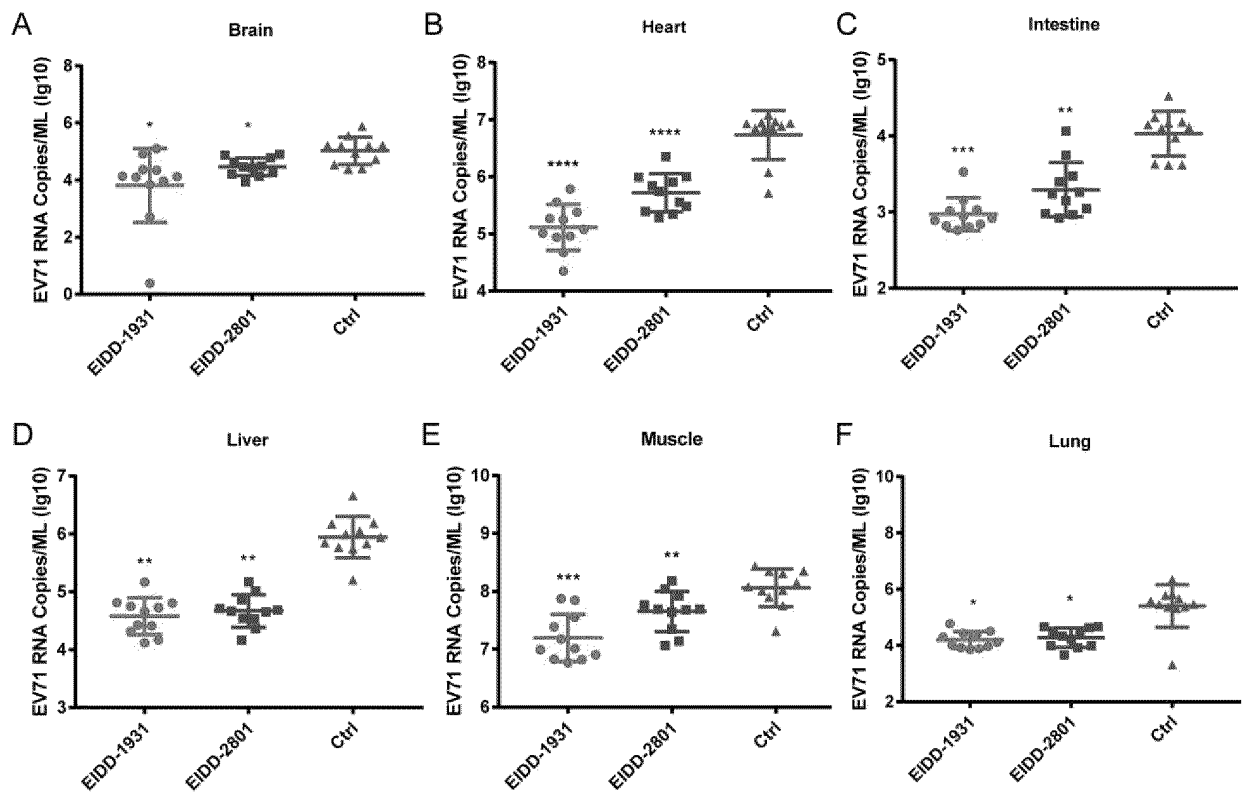 A
Brain
EV71 RNA Copies/ML (lg10)
8
6
4
2
0
*
*
EIDD-1931
EIDD-2801
Ctrl
B
Heart
EV71 RNA Copies/ML (lg10)
8
7
6
5
4
****
****
EIDD-1931
EIDD-2801
Ctrl
C
Intestine
EV71 RNA Copies/ML (lg10)
5
4
3
2
***
**
EIDD-1931
EIDD-2801
Ctrl
D
Liver
EV71 RNA Copies/ML (lg10)
7
6
5
4
3
**
**
EIDD-1931
EIDD-2801
Ctrl
E
Muscle
EV71 RNA Copies/ML (lg10)
10
9
8
7
6
***
**
EIDD-1931
EIDD-2801
Ctrl
F
Lung
EV71 RNA Copies/ML (lg10)
10
8
6
4
2
*
*
EIDD-1931
EIDD-2801
Ctrl